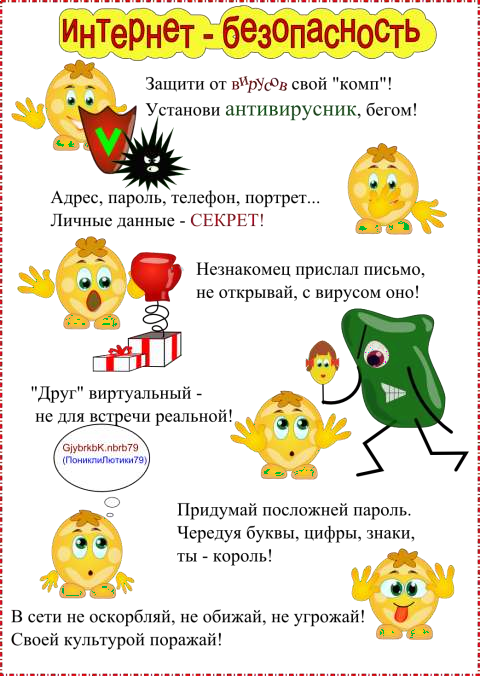 интернет - безопасность
Защити от вирусов свой "комп"!
Установи антивирусник, бегом!
Адрес, пароль, телефон, портрет...
Личные данные - СЕКРЕТ!
Незнакомец прислал письмо,
не открывай, с вирусом оно!
"Друг" виртуальный -
не для встречи реальной!
GjybrkbK.nbrb79
(ПониклиЛютики79)
Придумай посложней пароль.
Чередуя буквы, цифры, знаки,
ты - король!
В сети не оскорбляй, не обижай, не угрожай!
Своей культурой поражай!